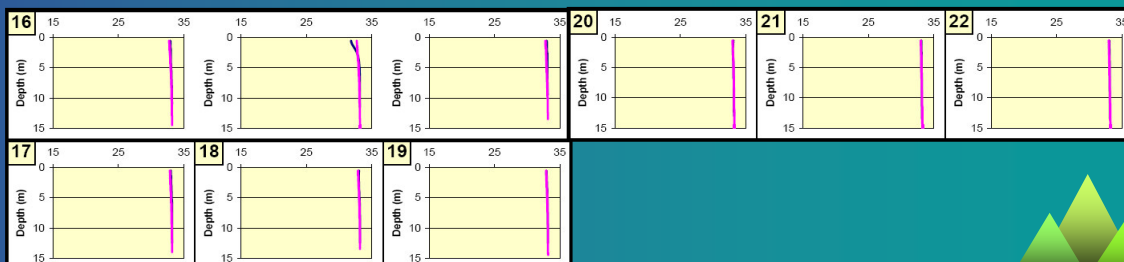 16 15 25 35 15 25 35 15 25 35 20 15 25 35 21 15 25 35 22 15 25 35
0 0 0 0 0 0
5 5 5 5 5 5
10 10 10 10 10 10
15 15 15 15 15 15
Depth (m) Depth (m) Depth (m) Depth (m) Depth (m) Depth (m)
17 15 25 35 18 15 25 35 19 15 25 35
0 0 0
5 5 5
10 10 10
15 15 15
Depth (m) Depth (m) Depth (m)